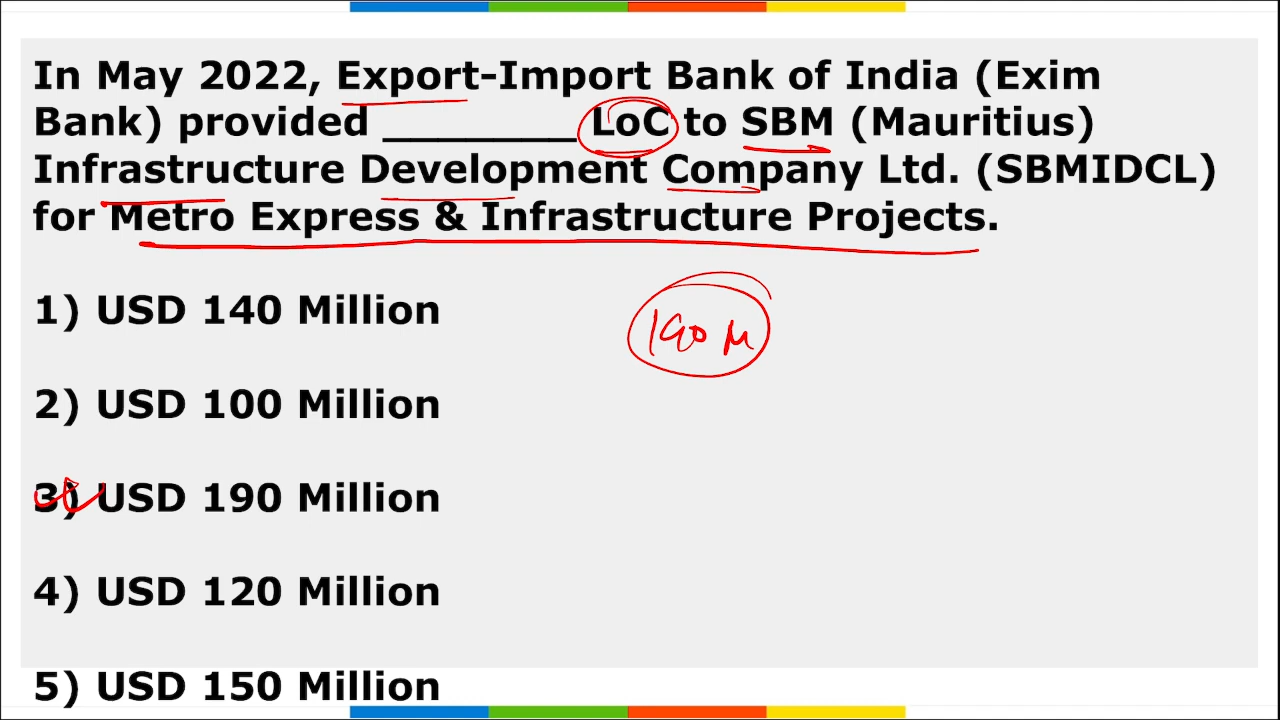 In May 2022, Export-Import Bank of India (Exim
Bank) provided __________ LoC to SBM (Mauritius)
Infrastructure Development Company Ltd. (SBMIDCL)
for Metro Express & Infrastructure Projects.
1) USD 140 Million
190 M
2) USD 100 Million
3) USD 190 Million
4) USD 120 Million
5) USD 150 Million